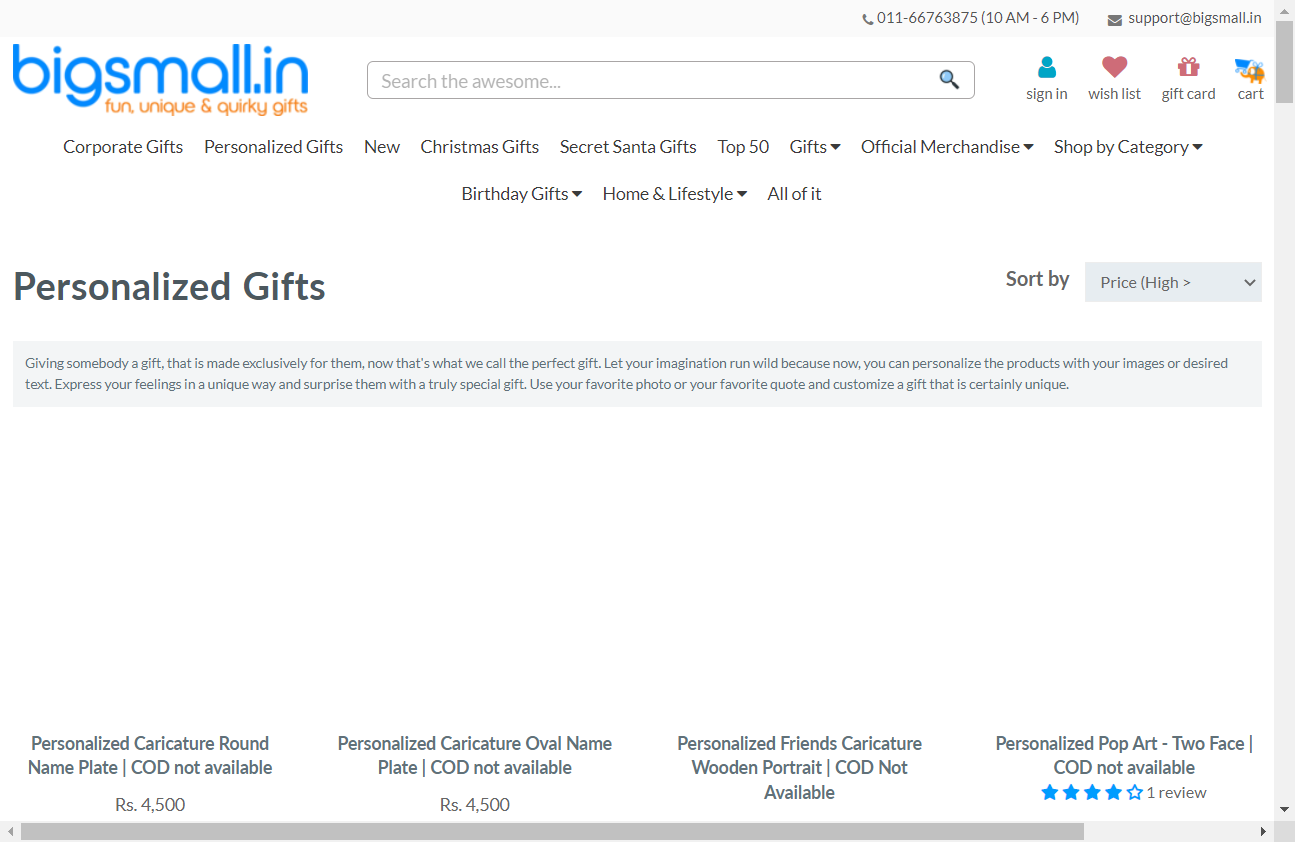 011-66763875 (10 AM - 6 PM) support@bigsmall.in
bigsmall.in
fun, unique & quirky gifts
Search the awesome...
sign in wish list gift card cart
Corporate Gifts Personalized Gifts New Christmas Gifts Secret Santa Gifts Top 50 Gifts Official Merchandise Shop by Category
Birthday Gifts Home & Lifestyle All of it
Personalized Gifts
Sort by Price (High >
Giving somebody a gift, that is made exclusively for them, now that's what we call the perfect gift. Let your imagination run wild because now, you can personalize the products with your images or desired
text. Express your feelings in a unique way and surprise them with a truly special gift. Use your favorite photo or your favorite quote and customize a gift that is certainly unique.
Personalized Caricature Round
Name Plate | COD not available
Rs. 4,500
Personalized Caricature Oval Name
Plate | COD not available
Rs. 4,500
Personalized Friends Caricature
Wooden Portrait | COD Not
Available
Personalized Pop Art - Two Face |
COD not available
1 review